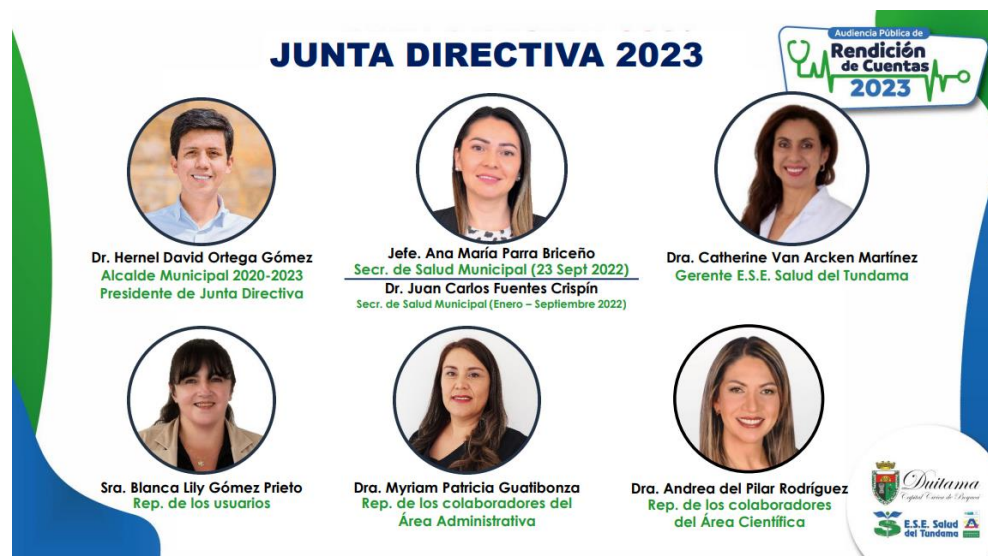 JUNTA DIRECTIVA 2023
Audiencia Pública de
Rendición
de Cuentas
2023
Dr. Hernel David Ortega Gómez
Alcalde Municipal 2020-2023
Presidente de Junta Directiva
Jefe. Ana María Parra Briceño
Secr. de Salud Municipal (23 Sept 2022)
Dr. Juan Carlos Fuentes Crispín
Secr. de Salud Municipal (Enero – Septiembre 2022)
Dra. Catherine Van Arcken Martínez
Gerente E.S.E. Salud del Tundama
Sra. Blanca Lily Gómez Prieto
Rep. de los usuarios
Dra. Myriam Patricia Guatibonza
Rep. de los colaboradores del
Área Administrativa
Dra. Andrea del Pilar Rodríguez
Rep. de los colaboradores
del Área Científica
Duitama
Capital Cívica de Boyacá
E.S.E. Salud
del Tundama